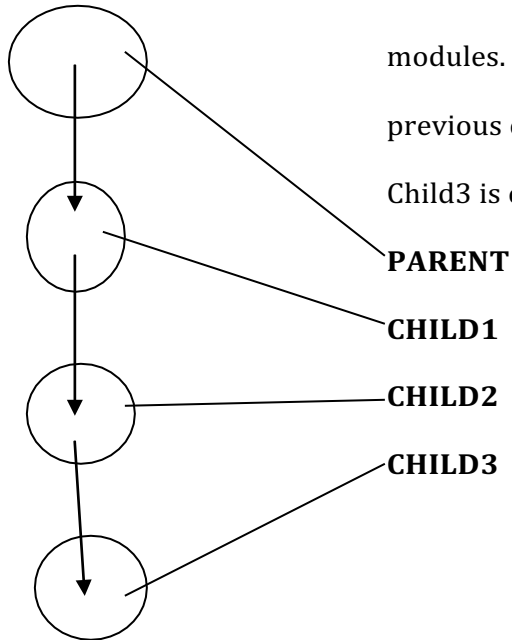 modules.
previous
Child3 is
PARENT
CHILD1
CHILD2
CHILD3